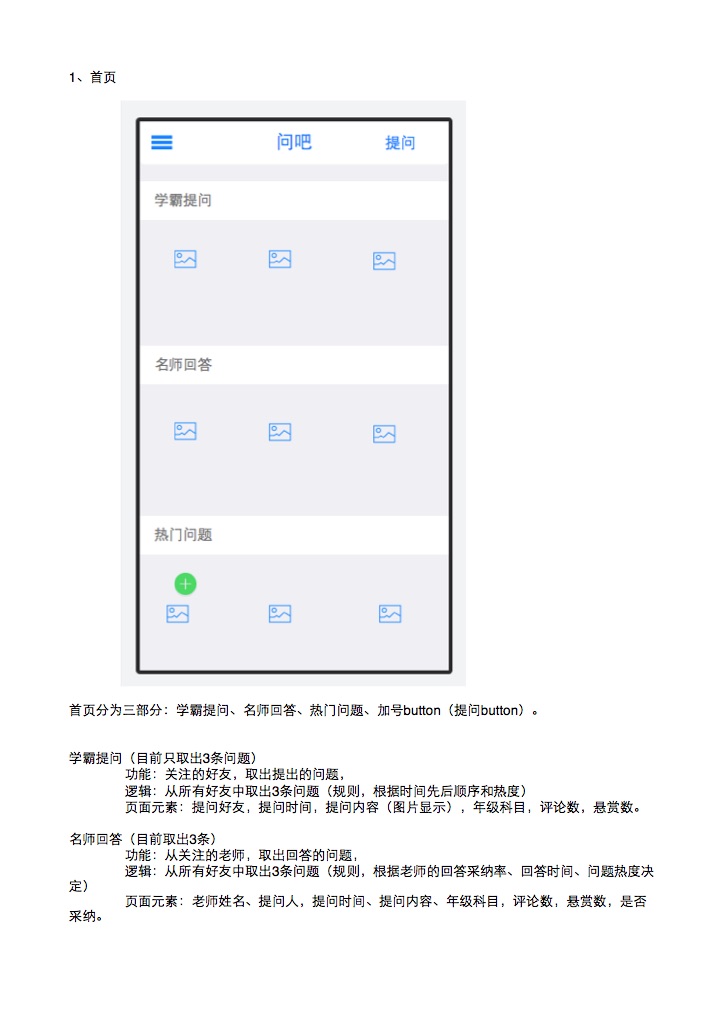 1、首页
问吧
提问
学霸提问
名师回答
热门问题
首页分为三部分：学霸提问、名师回答、热门问题、加号button（提问button）。
学霸提问（目前只取出3条问题）
功能：关注的好友，取出提出的问题，
逻辑：从所有好友中取出3条问题（规则，根据时间先后顺序和热度）
页面元素：提问好友，提问时间，提问内容（图片显示），年级科目，评论数，悬赏数。
名师回答（目前取出3条）
功能：从关注的老师，取出回答的问题，
逻辑：从所有好友中取出3条问题（规则，根据老师的回答采纳率、回答时间、问题热度决
定）
页面元素：老师姓名、提问人，提问时间、提问内容、年级科目，评论数，悬赏数，是否
采纳。